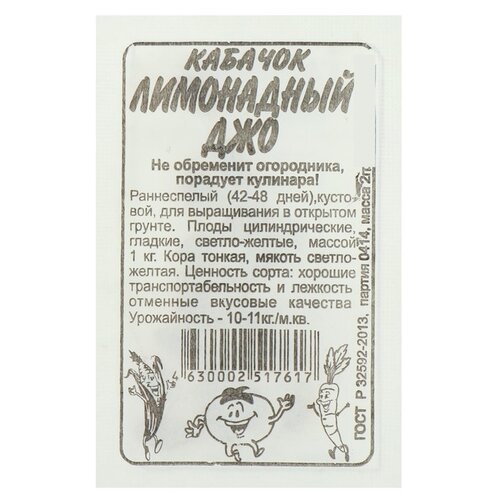 КАБАЧОК
ЛИМОНАДНЫЙ
ДЖО
Не обременит огородника,
порадует кулинара!
Раннеспелый (42-48 дней),кусто-
вой, для выращивания в открытом
грунте. Плоды цилиндрические,
гладкие, светло-желтые, массой
1 кг. Кора тонкая, мякоть светло-
желтая. Ценность сорта: хорошие
транспортабельность и лежкость
отменные вкусовые качества
Урожайность - 10-11кг./м.кв.
4 630002 517617
ГОСТ Р 32592-2013, партия 0414, масса 2г.